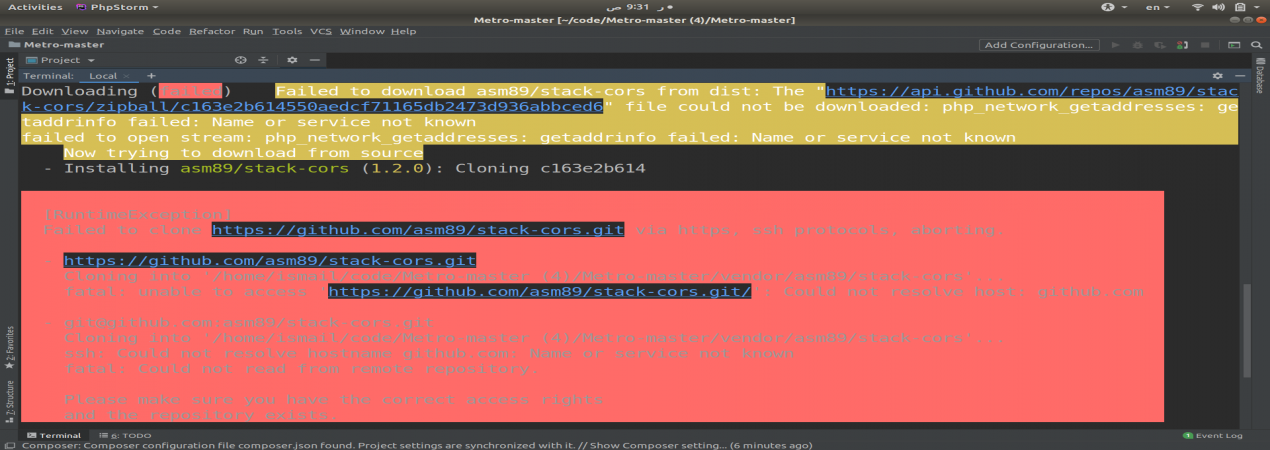 Activities PhpStorm ص 9:31 ر en
Metro-master [~/code/Metro-master (4)/Metro-master]
File Edit View Navigate Code Refactor Run Tools VCS Window Help
Metro-master Add Configuration...
1: Project
Project
Database
Terminal: Local × +
Downloading (failed) Failed to download asm89/stack-cors from dist: The "https://api.github.com/repos/asm89/stac
k-cors/zipball/c163e2b614550aedcf71165db2473d936abbced6" file could not be downloaded: php_network_getaddresses: ge
taddrinfo failed: Name or service not known
failed to open stream: php_network_getaddresses: getaddrinfo failed: Name or service not known
Now trying to download from source
- Installing asm89/stack-cors (1.2.0): Cloning c163e2b614
[RuntimeException]
Failed to clone https://github.com/asm89/stack-cors.git via https, ssh protocols, aborting.
https://github.com/asm89/stack-cors.git
Cloning into '/home/ismail/code/Metro-master (4)/Metro-master/vendor/asm89/stack-cors'...
fatal: unable to access 'https://github.com/asm89/stack-cors.git/': Could not resolve host: github.com
git@github.com:asm89/stack-cors.git
Cloning into '/home/ismail/code/Metro-master (4)/Metro-master/vendor/asm89/stack-cors'...
ssh: Could not resolve hostname github.com: Name or service not known
fatal: Could not read from remote repository.
Please make sure you have the correct access rights
and the repository exists.
2: Favorites
7: Structure
Terminal 6: TODO 1 Event Log
Composer: Composer configuration file composer.json found. Project settings are synchronized with it. // Show Composer setting... (6 minutes ago)